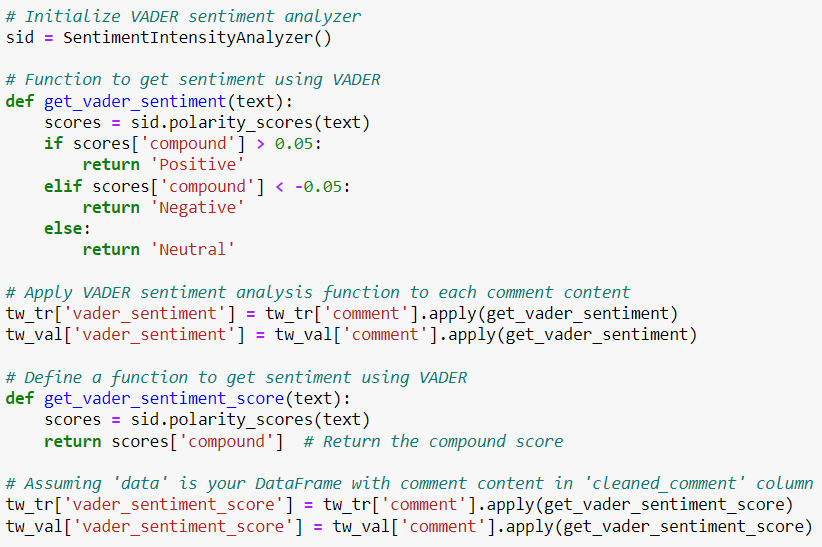 # Initialize VADER sentiment analyzer
sid = SentimentIntensityAnalyzer()

# Function to get sentiment using VADER
def get_vader_sentiment(text):
    scores = sid.polarity_scores(text)
    if scores['compound'] > 0.05:
        return 'Positive'
    elif scores['compound'] < -0.05:
        return 'Negative'
    else:
        return 'Neutral'

# Apply VADER sentiment analysis function to each comment content
tw_tr['vader_sentiment'] = tw_tr['comment'].apply(get_vader_sentiment)
tw_val['vader_sentiment'] = tw_val['comment'].apply(get_vader_sentiment)

# Define a function to get sentiment using VADER
def get_vader_sentiment_score(text):
    scores = sid.polarity_scores(text)
    return scores['compound']  # Return the compound score

# Assuming 'data' is your DataFrame with comment content in 'cleaned_comment' column
tw_tr['vader_sentiment_score'] = tw_tr['comment'].apply(get_vader_sentiment_score)
tw_val['vader_sentiment_score'] = tw_val['comment'].apply(get_vader_sentiment_score)